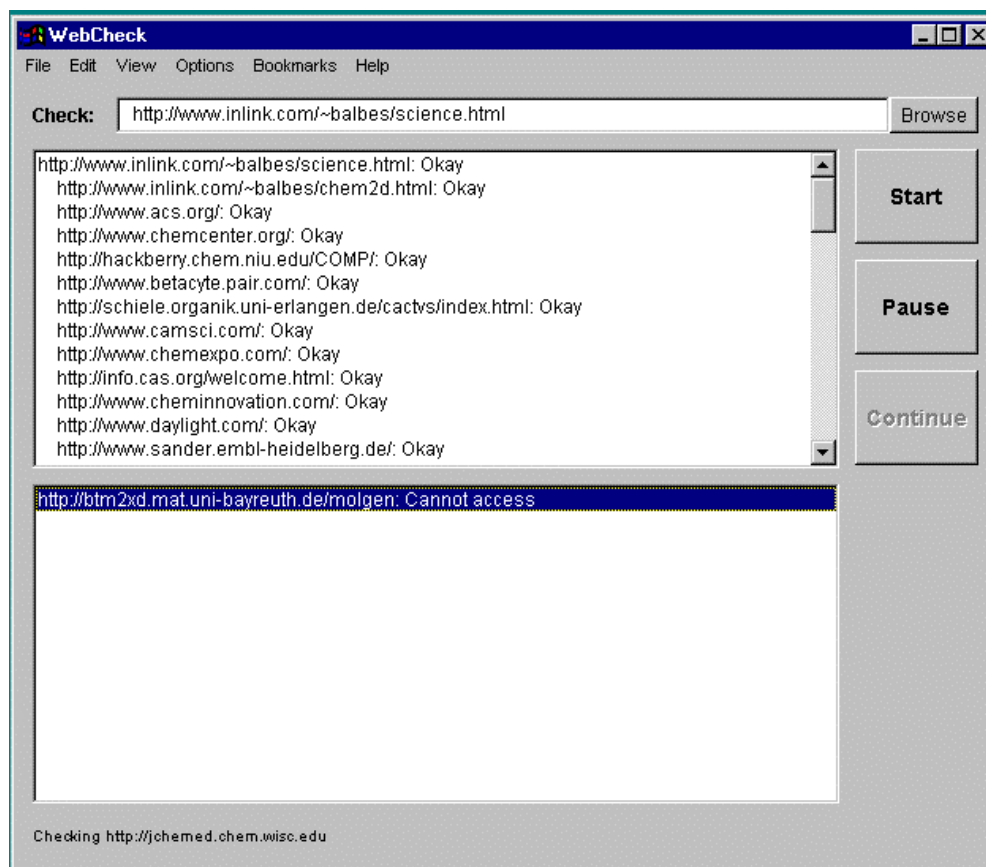 WebCheck
File Edit View Options Bookmarks Help
Check: http://www.inlink.com/~balbes/science.html Browse
http://www.inlink.com/~balbes/science.html: Okay
http://www.inlink.com/~balbes/chem2d.html: Okay
http://www.acs.org/: Okay
http://www.chemcenter.org/: Okay
http://hackberry.chem.niu.edu/COMP/: Okay
http://www.betacyte.pair.com/: Okay
http://schiele.organik.uni-erlangen.de/cactvs/index.html: Okay
http://www.camsci.com/: Okay
http://www.chemexpo.com/: Okay
http://info.cas.org/welcome.html: Okay
http://www.cheminnovation.com/: Okay
http://www.daylight.com/: Okay
http://www.sander.embl-heidelberg.de/: Okay
Start
Pause
Continue
http://btm2xd.mat.uni-bayreuth.de/molgen: Cannot access
Checking http://jchemed.chem.wisc.edu